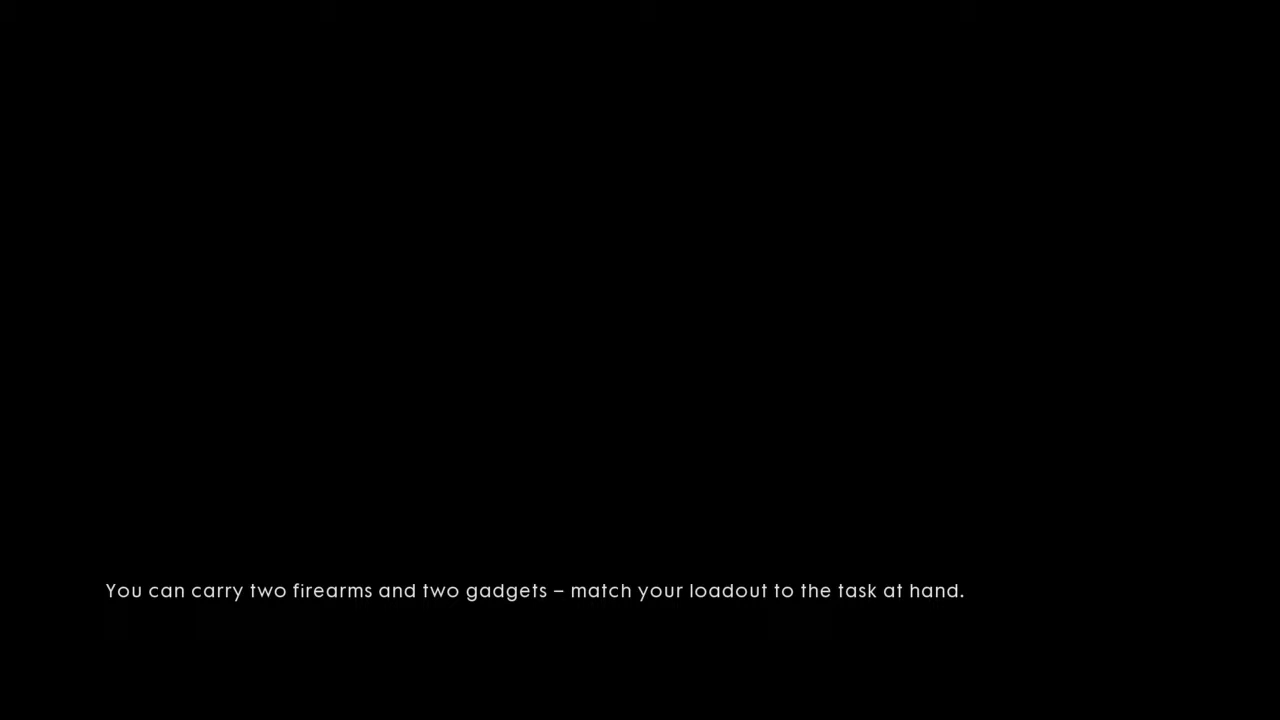 You can carry two firearms and two gadgets – match your loadout to the task at hand.